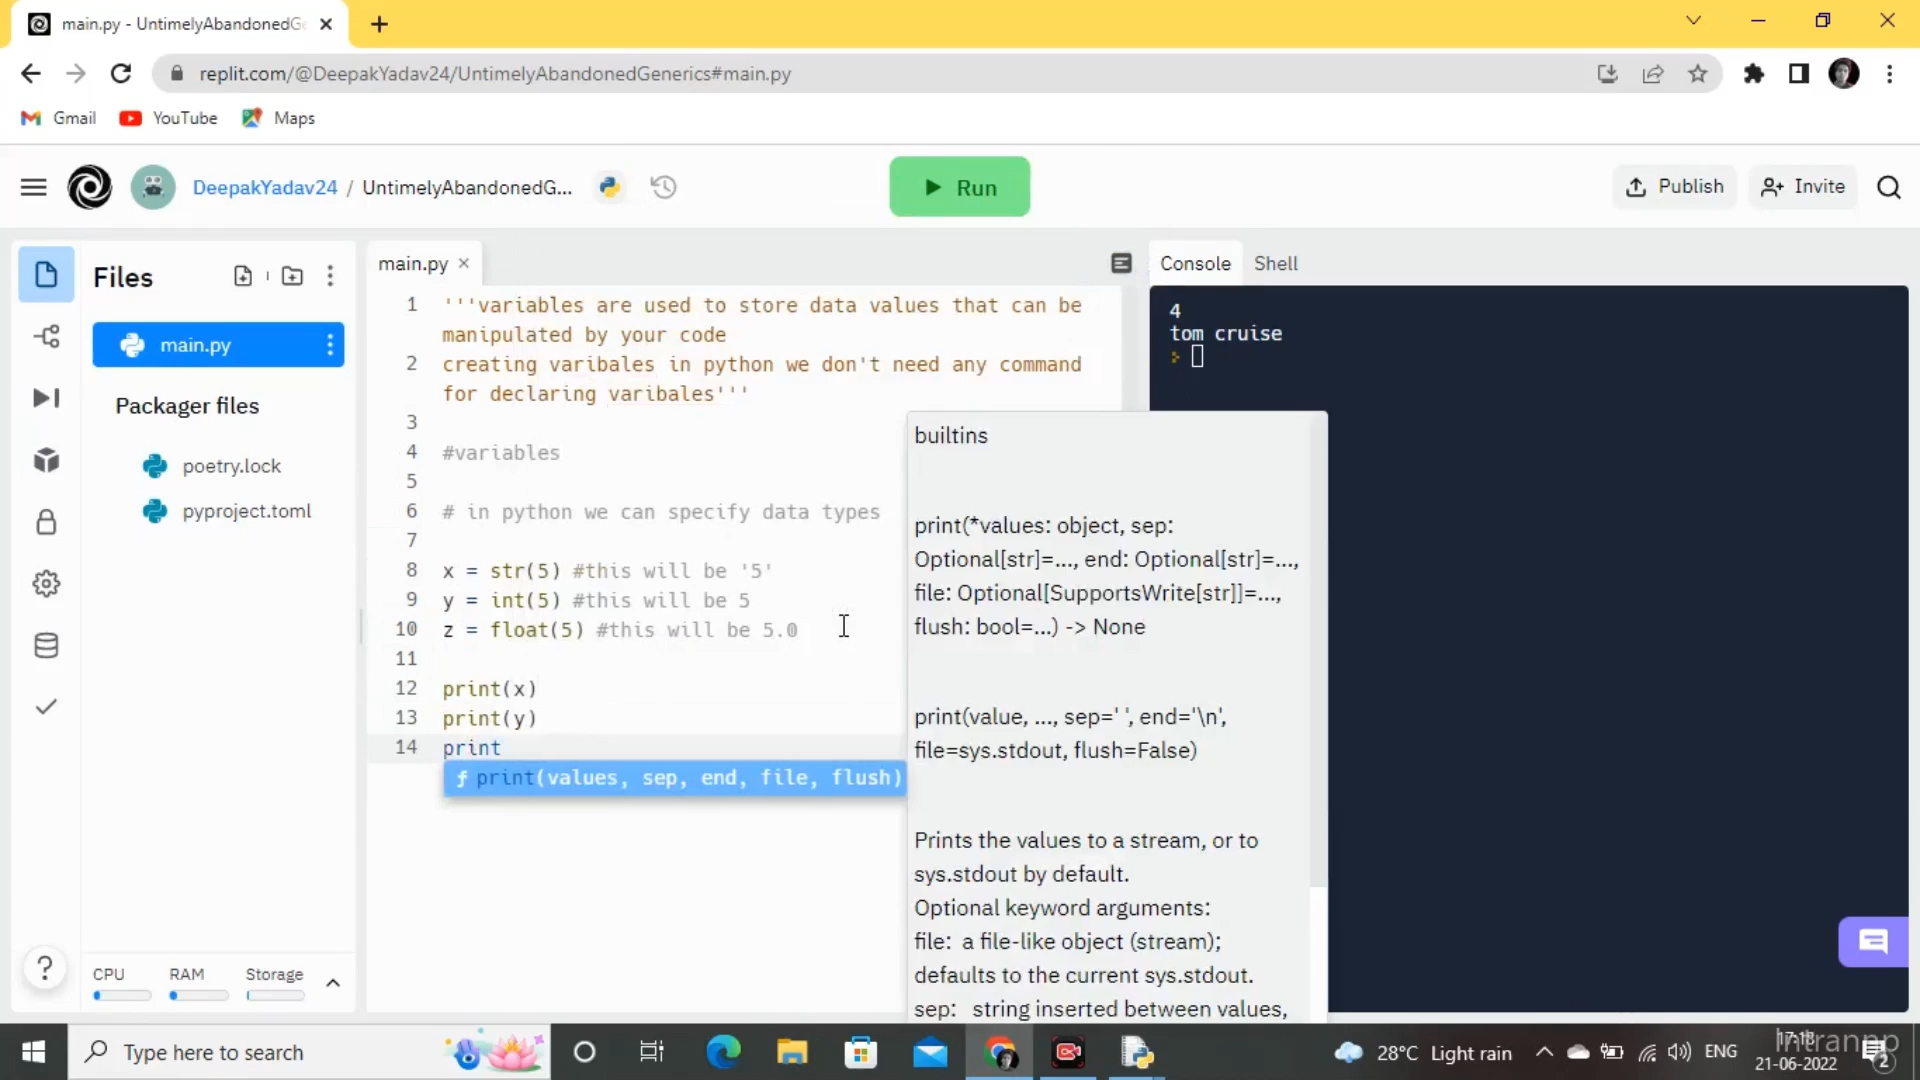 main.py - UntimelyAbandonedG
replit.com/@DeepakYadav24/UntimelyAbandonedGenerics#main.py
Gmail YouTube Maps
DeepakYadav24 / UntimelyAbandonedG...
Run
Publish
Invite
Files
main.py
Packager files
poetry.lock
pyproject.toml
CPU RAM Storage
main.py
1 '''variables are used to store data values that can be
manipulated by your code
2 creating varibales in python we don't need any command
for declaring varibales'''
3
4 #variables
5
6 # in python we can specify data types
7
8 x = str(5) #this will be '5'
9 y = int(5) #this will be 5
10 z = float(5) #this will be 5.0
11
12 print(x)
13 print(y)
14 print
print(values, sep, end, file, flush)
builtins
print(*values: object, sep:
Optional[str]=..., end: Optional[str]=...,
file: Optional[SupportsWrite[str]]=...,
flush: bool=...) -> None
print(value, ..., sep=' ', end='\n',
file=sys.stdout, flush=False)
Prints the values to a stream, or to
sys.stdout by default.
Optional keyword arguments:
file: a file-like object (stream);
defaults to the current sys.stdout.
sep: string inserted between values,
Console Shell
4
tom cruise
Type here to search
28°C Light rain
ENG
17:18
21-06-2022
2
Intrannp